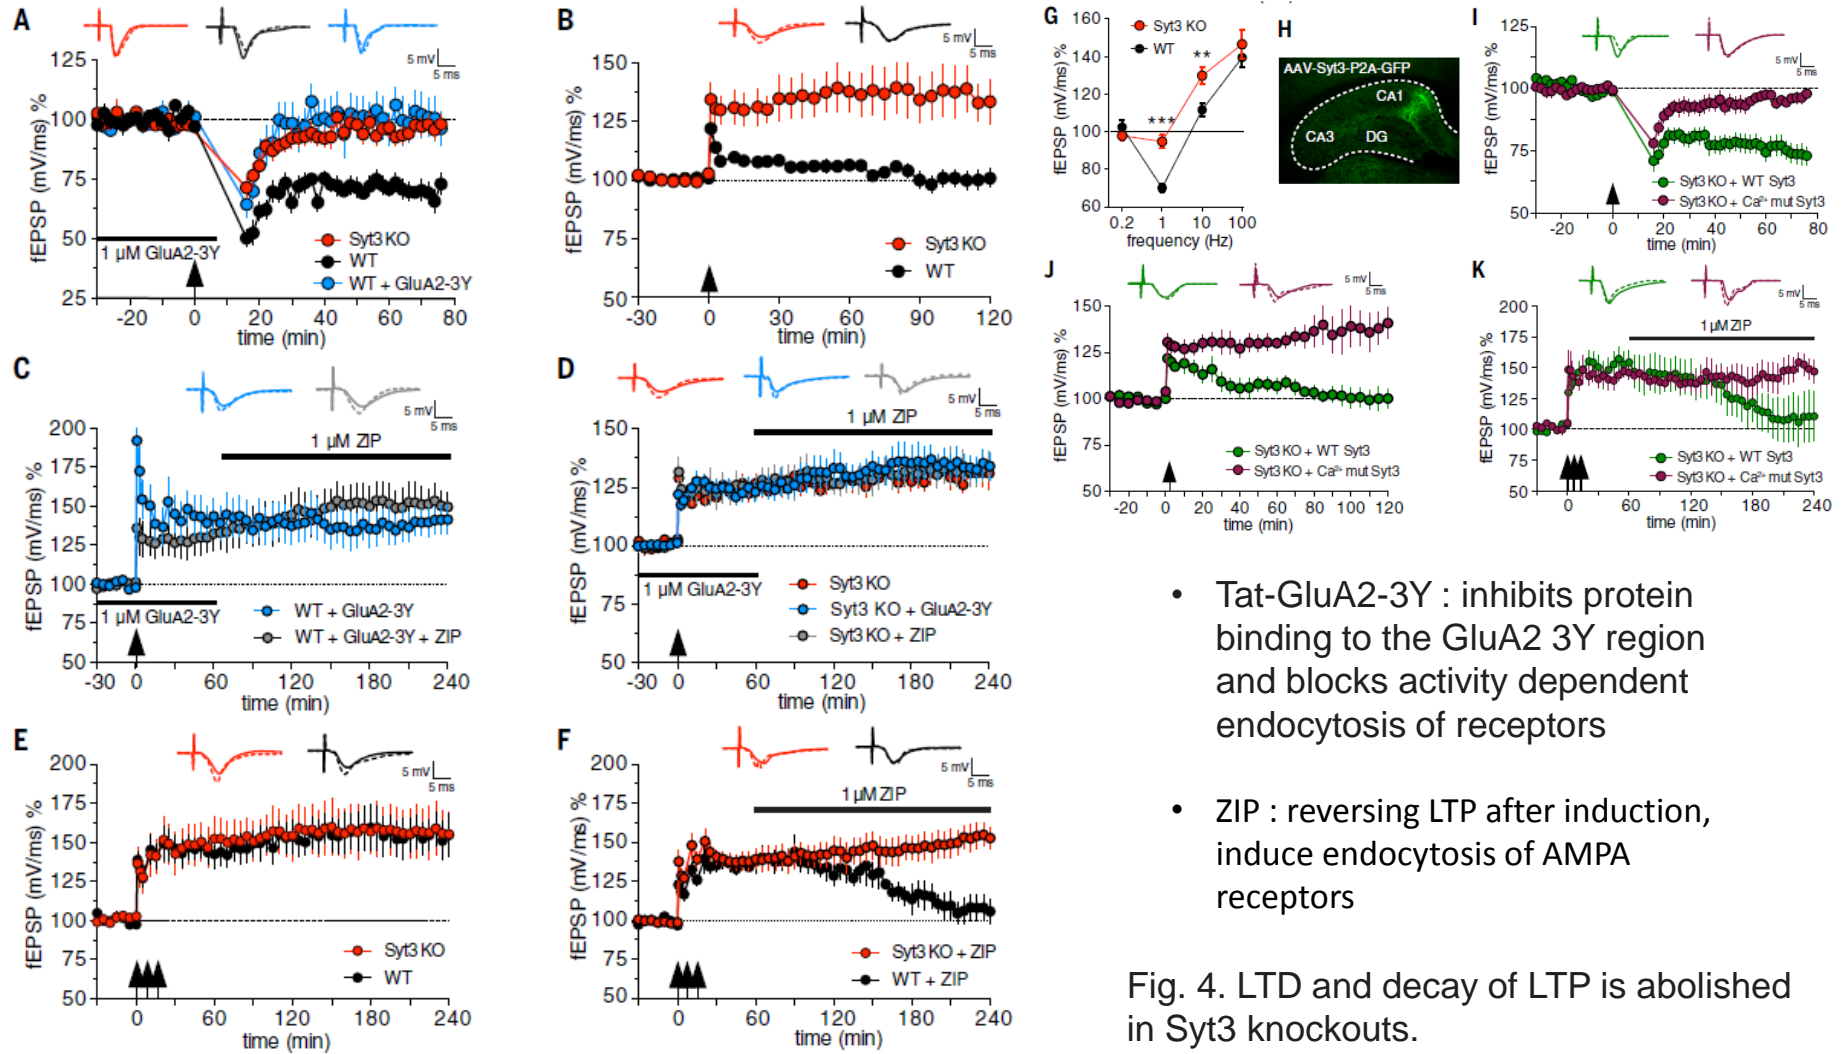 A
5 mV
5 ms
125
100
75
50
25
fEPSP (mV/ms) %
1 µM GluA2-3Y
Syt3 KO
WT
WT + GluA2-3Y
-20 0 20 40 60 80
time (min)
B
5 mV
5 ms
150
125
100
75
50
fEPSP (mV/ms) %
Syt3 KO
WT
-30 0 30 60 90 120
time (min)
C
5 mV
5 ms
1 µM ZIP
200
175
150
125
100
75
50
fEPSP (mV/ms) %
1 µM GluA2-3Y
WT + GluA2-3Y
WT + GluA2-3Y + ZIP
-30 0 60 120 180 240
time (min)
D
5 mV
5 ms
1 µM ZIP
150
125
100
75
50
fEPSP (mV/ms) %
1 µM GluA2-3Y
Syt3 KO
Syt3 KO + GluA2-3Y
Syt3 KO + ZIP
-30 0 60 120 180 240
time (min)
E
5 mV
5 ms
200
175
150
125
100
75
50
fEPSP (mV/ms) %
Syt3 KO
WT
0 60 120 180 240
time (min)
F
5 mV
5 ms
1 µM ZIP
200
175
150
125
100
75
50
fEPSP (mV/ms) %
Syt3 KO + ZIP
WT + ZIP
0 60 120 180 240
time (min)
G
160
140
120
100
80
60
fEPSP (mV/ms) %
Syt3 KO
WT
**
***
0.2 1 10 100
frequency (Hz)
H
AAV-Syt3-P2A-GFP
CA1
CA3
DG
I
5 mV
5 ms
125
100
75
50
fEPSP (mV/ms) %
Syt3 KO + WT Syt3
Syt3 KO + Ca²⁺ mut Syt3
-20 0 20 40 60 80
time (min)
J
5 mV
5 ms
150
125
100
75
50
fEPSP (mV/ms) %
Syt3 KO + WT Syt3
Syt3 KO + Ca²⁺ mut Syt3
-20 0 20 40 60 80 100 120
time (min)
K
5 mV
5 ms
1 µM ZIP
200
175
150
125
100
75
50
fEPSP (mV/ms) %
Syt3 KO + WT Syt3
Syt3 KO + Ca²⁺ mut Syt3
0 60 120 180 240
time (min)
• Tat-GluA2-3Y : inhibits protein
binding to the GluA2 3Y region
and blocks activity dependent
endocytosis of receptors
• ZIP : reversing LTP after induction,
induce endocytosis of AMPA
receptors
Fig. 4. LTD and decay of LTP is abolished
in Syt3 knockouts.